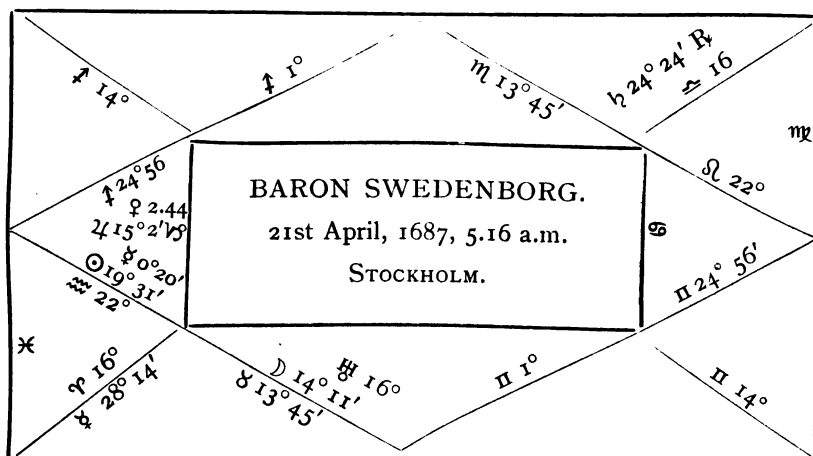 ♐ 14°
♐ 1°
♏ 13° 45′
♄ 24° 24′ ℞
♎ 16
♍
♌ 22°
♐ 24°56
♀ 2.44
♃ 15° 2′ ♑
☿ 0°20′
☉ 19° 31′
♒ 22°
BARON SWEDENBORG.
21st April, 1687, 5.16 a.m.
STOCKHOLM.
♋
♊ 24° 56′
♓
♈ 16°
☿ 28° 14′
♅ 16°
☽ 14° 11′
♉ 13° 45′
♊ 1°
♊ 14°